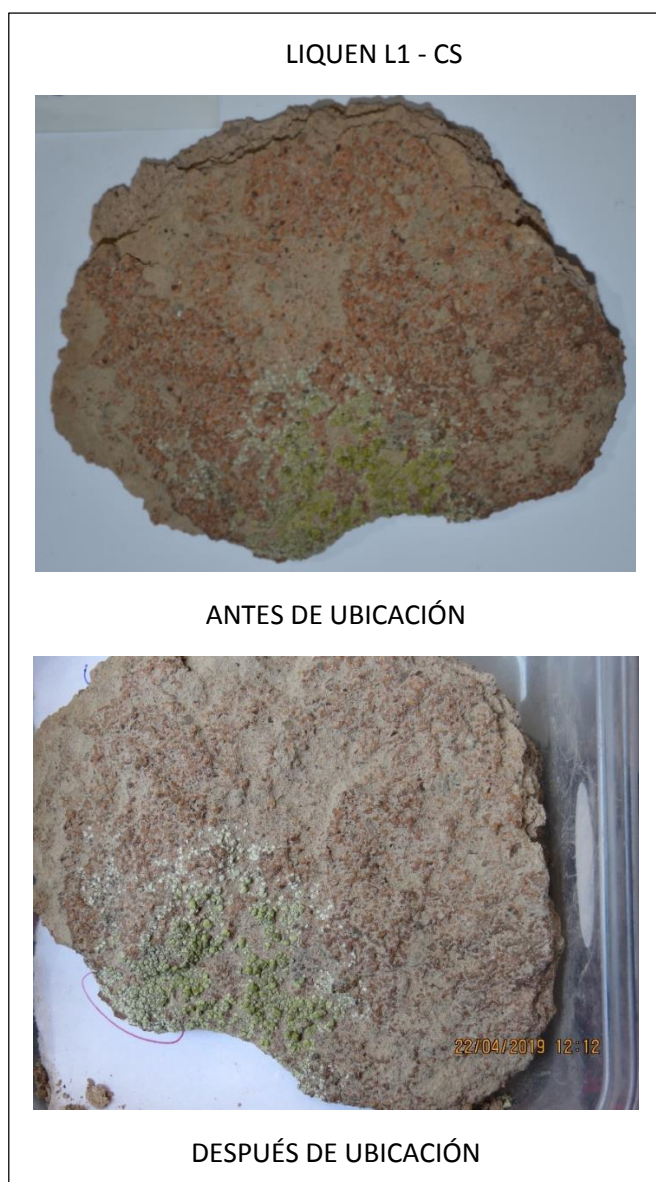 LIQUEN L1 - CS
ANTES DE UBICACIÓN
22/04/2019 12:12
DESPUÉS DE UBICACIÓN